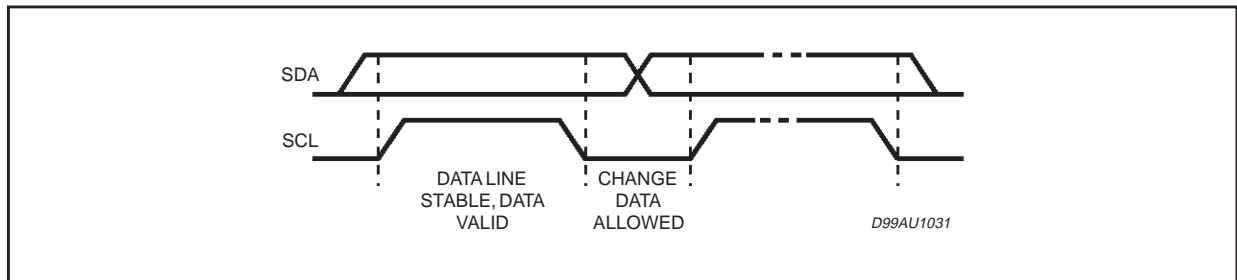 SDA
SCL
DATA LINE
STABLE, DATA
VALID
CHANGE
DATA
ALLOWED
D99AU1031